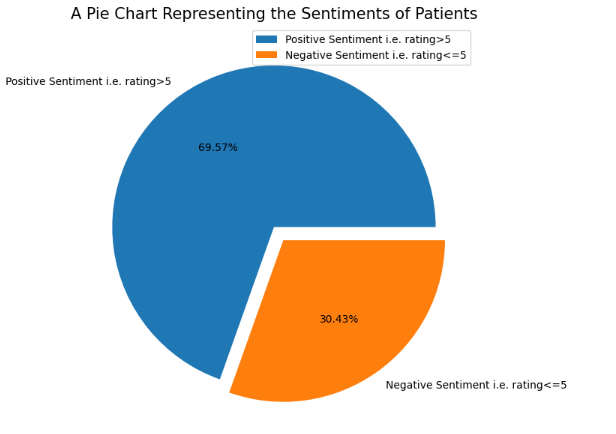 A Pie Chart Representing the Sentiments of Patients
Positive Sentiment i.e. rating>5
Negative Sentiment i.e. rating<=5
Positive Sentiment i.e. rating>5
69.57%
30.43%
Negative Sentiment i.e. rating<=5